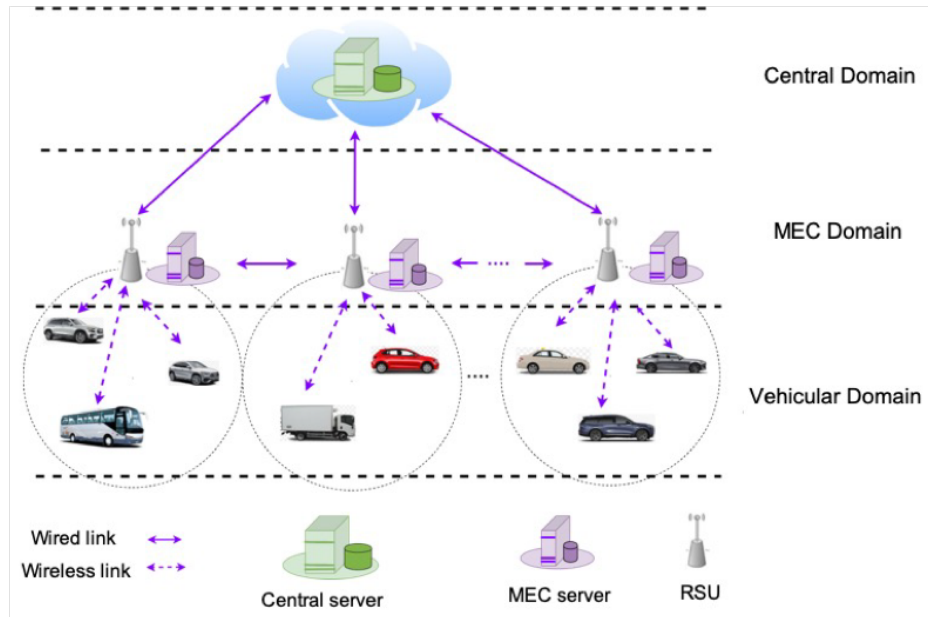 Central Domain
MEC Domain
Vehicular Domain
Wired link
Wireless link
Central server
MEC server
RSU